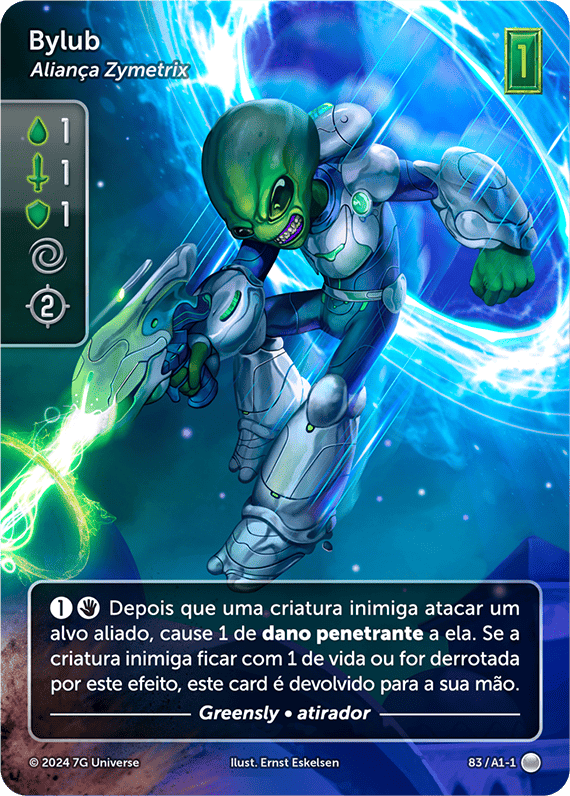 Bylub
Aliança Zymetrix
1
1
1
1
2
1 Depois que uma criatura inimiga atacar um
alvo aliado, cause 1 de dano penetrante a ela. Se a
criatura inimiga ficar com 1 de vida ou for derrotada
por este efeito, este card é devolvido para a sua mão.
Greensly • atirador
© 2024 7G Universe Ilust. Ernst Eskelsen 83 / A1-1